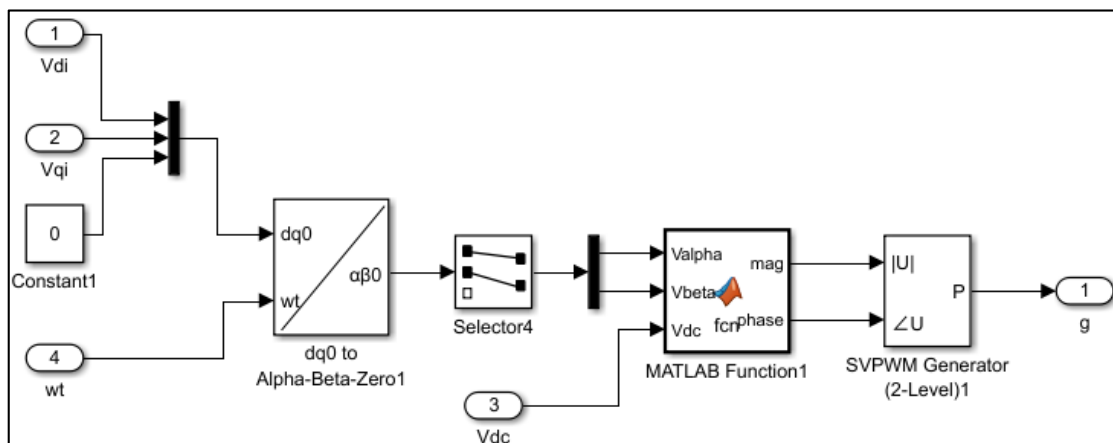 1
Vdi
2
Vqi
0
Constant1
4
wt
dq0
wt
αβ0
dq0 to
Alpha-Beta-Zero1
Selector4
3
Vdc
Valpha
Vbeta
Vdc
mag
fcn
phase
MATLAB Function1
|U|
∠U
P
SVPWM Generator
(2-Level)1
1
g